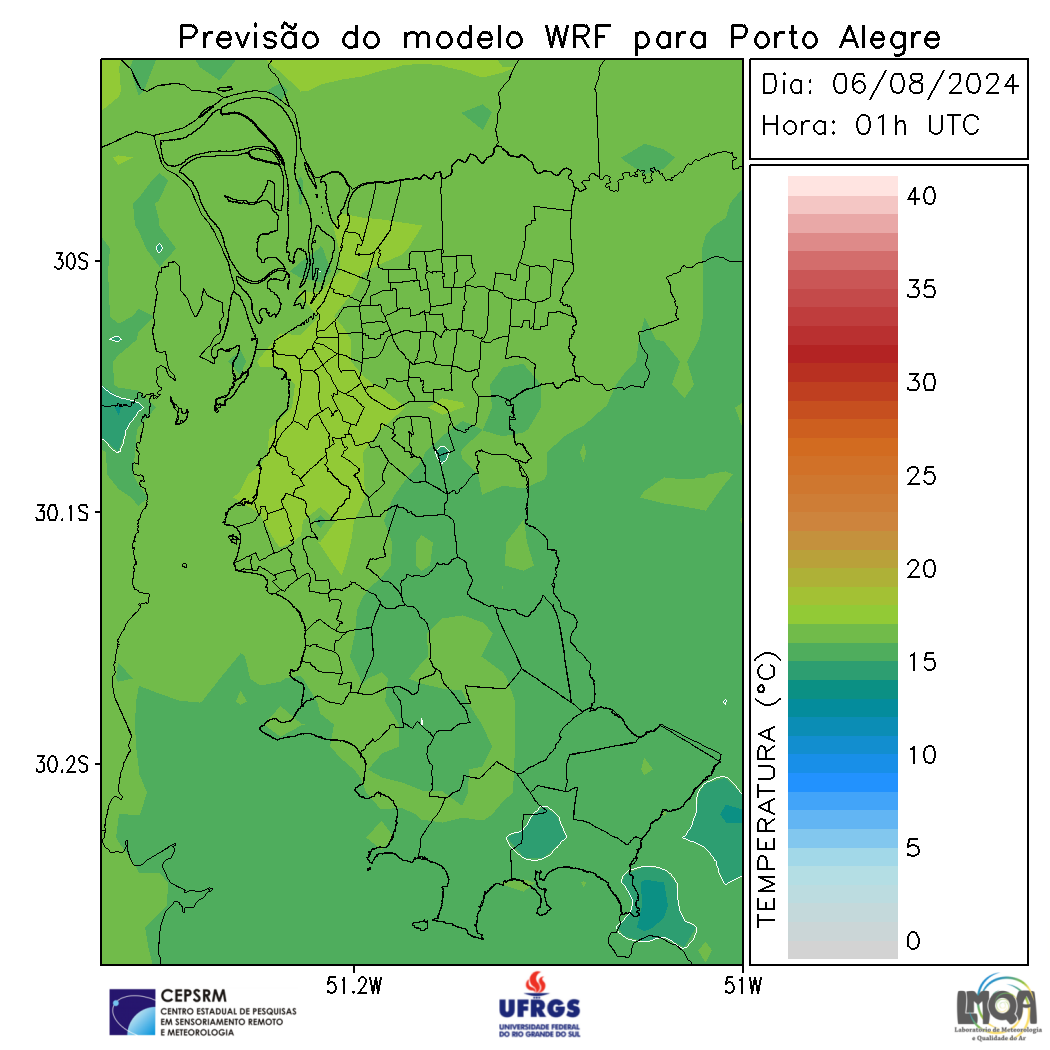 Previsão do modelo WRF para Porto Alegre
Dia: 06/08/2024
Hora: 01h UTC
40
35
30
25
20
15
10
5
0
TEMPERATURA (°C)
30S
30.1S
30.2S
51.2W
51W
CEPSRM
CENTRO ESTADUAL DE PESQUISAS
EM SENSORIAMENTO REMOTO
E METEOROLOGIA
UFRGS
UNIVERSIDADE FEDERAL
DO RIO GRANDE DO SUL
LMQA
Laboratório de Meteorologia
e Qualidade do Ar